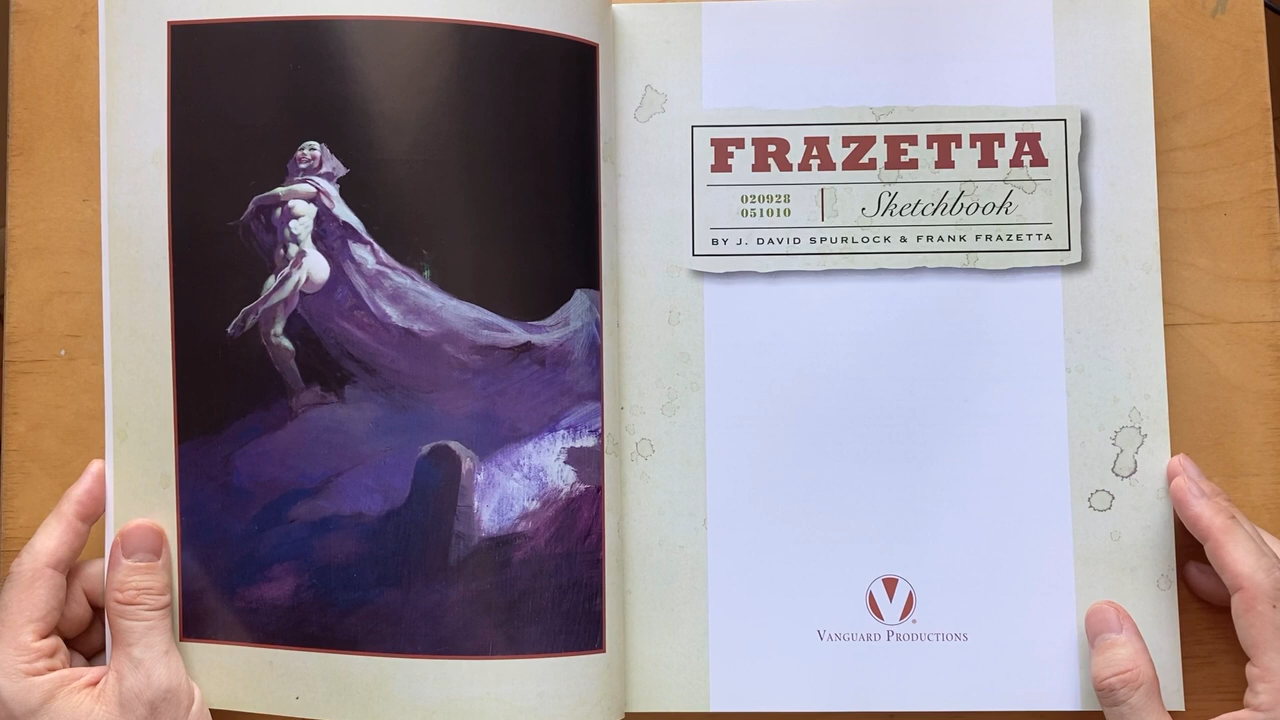 FRAZETTA
020928
051010
Sketchbook
BY J. DAVID SPURLOCK & FRANK FRAZETTA
V®
VANGUARD PRODUCTIONS